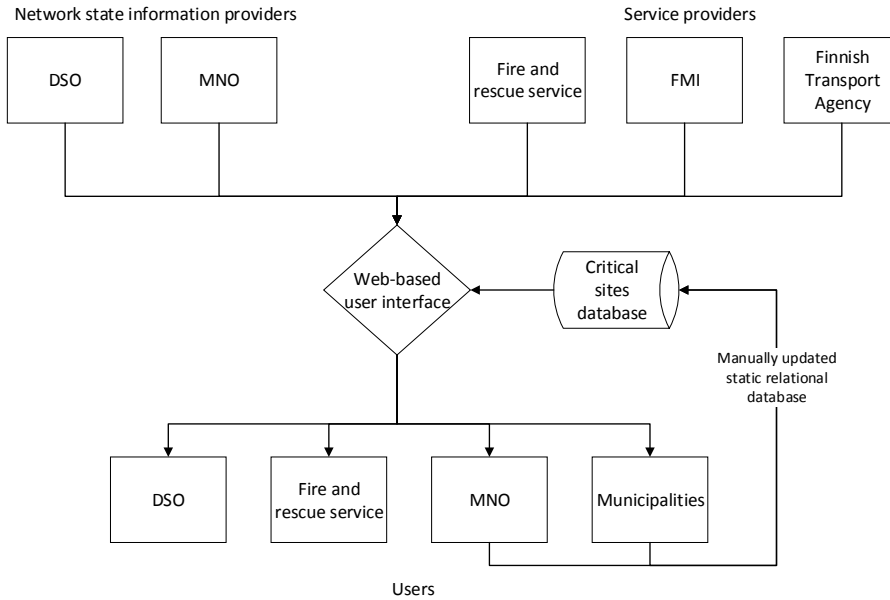 Network state information providers
Service providers
DSO
MNO
Fire and
rescue service
FMI
Finnish
Transport
Agency
Web-based
user interface
Critical
sites
database
Manually updated
static relational
database
DSO
Fire and
rescue service
MNO
Municipalities
Users